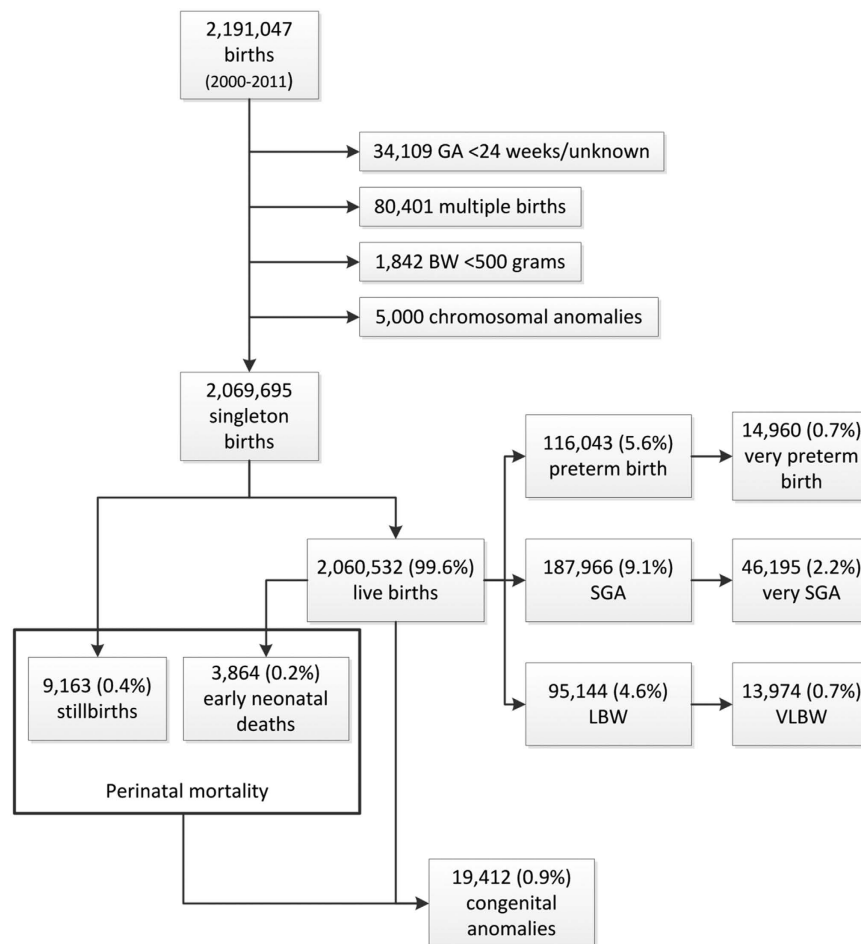 2,191,047
births
(2000-2011)
34,109 GA <24 weeks/unknown
80,401 multiple births
1,842 BW <500 grams
5,000 chromosomal anomalies
2,069,695
singleton
births
116,043 (5.6%)
preterm birth
14,960 (0.7%)
very preterm
birth
2,060,532 (99.6%)
live births
187,966 (9.1%)
SGA
46,195 (2.2%)
very SGA
9,163 (0.4%)
stillbirths
3,864 (0.2%)
early neonatal
deaths
95,144 (4.6%)
LBW
13,974 (0.7%)
VLBW
Perinatal mortality
19,412 (0.9%)
congenital
anomalies